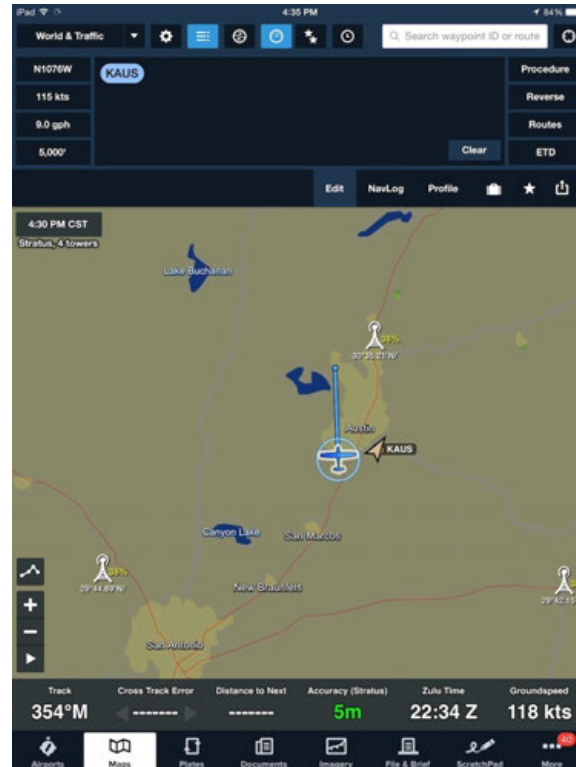 iPad 4:35 PM 84%
World & Traffic Search waypoint ID or route
N1076W KAUS Procedure
115 kts Reverse
9.0 gph Routes
5,000' Clear ETD
Edit NavLog Profile
4:30 PM CST
Stratus, 4 towers
Lake Buchanan
38%
30°35.21'N/
Austin
KAUS
Canyon Lake San Marcos
38%
29°44.89'N/
New Braunfels
San Antonio
Track Cross Track Error Distance to Next Accuracy (Stratus) Zulu Time Groundspeed
354°M ------- ------- 5m 22:34 Z 118 kts
40
Airports Maps Plates Documents Imagery File & Brief ScratchPad More